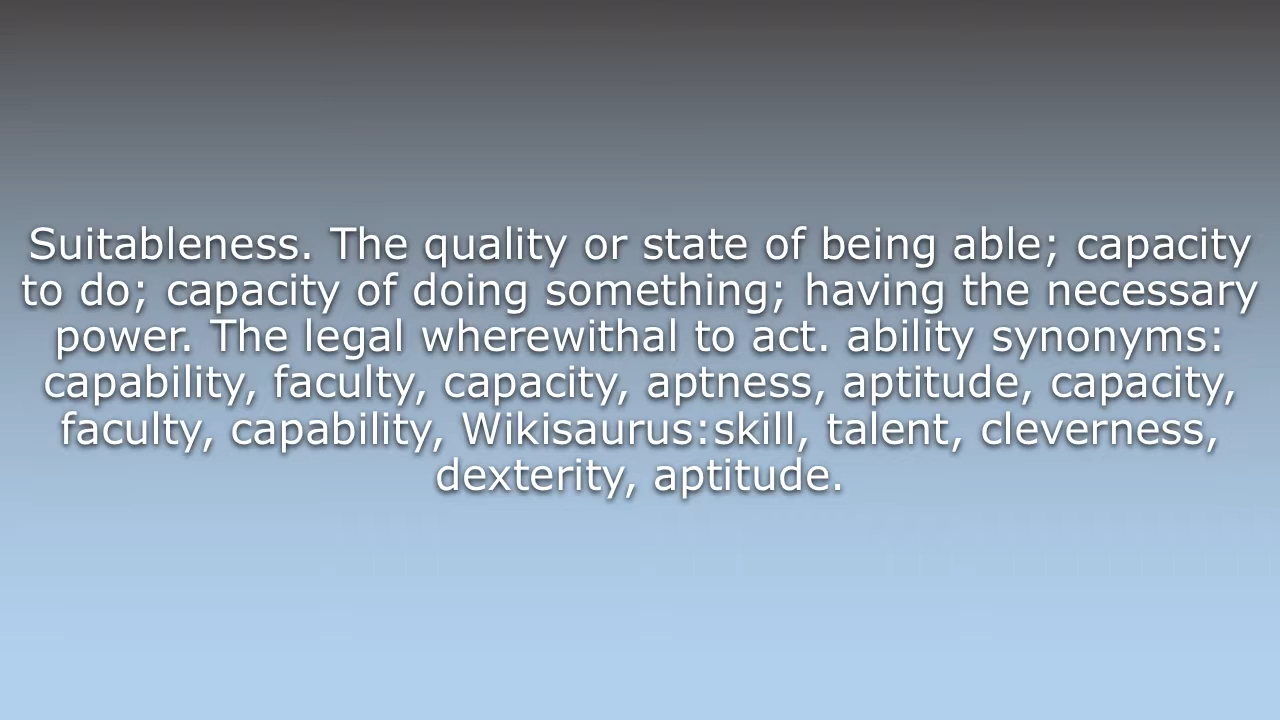 Suitableness. The quality or state of being able; capacity
to do; capacity of doing something; having the necessary
power. The legal wherewithal to act. ability synonyms:
capability, faculty, capacity, aptness, aptitude, capacity,
faculty, capability, Wikisaurus:skill, talent, cleverness,
dexterity, aptitude.